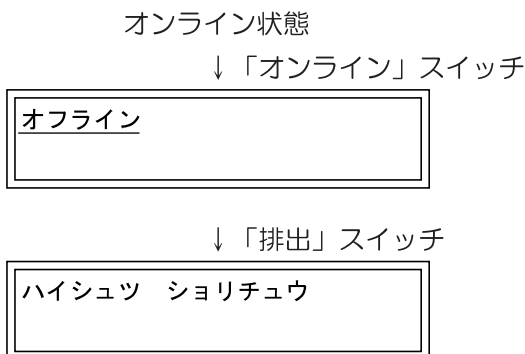 オンライン状態
↓「オンライン」スイッチ
オフライン
↓「排出」スイッチ
ハイシュツ　ショリチュウ